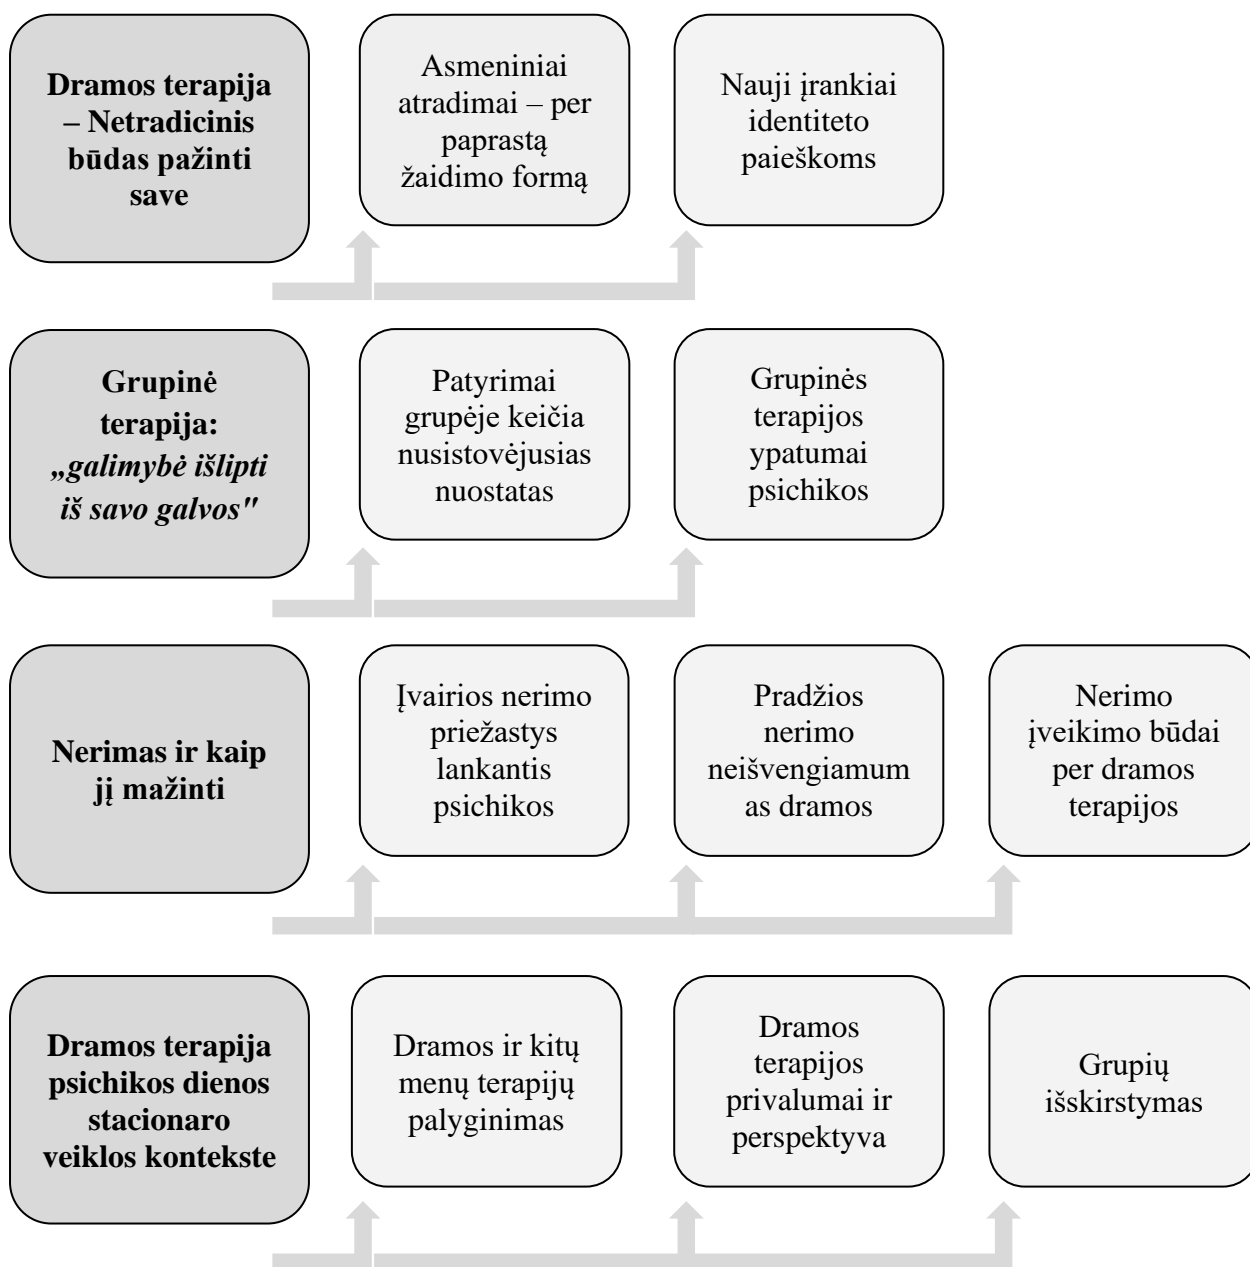 Dramos terapija
– Netradicinis
būdas pažinti
save
Asmeniniai
atradimai – per
paprastą
žaidimo formą
Nauji įrankiai
identiteto
paieškoms
Grupinė
terapija:
„galimybė išlipti
iš savo galvos"
Patyrimai
grupėje keičia
nusistovėjusias
nuostatas
Grupinės
terapijos
ypatumai
psichikos
Nerimas ir kaip
jį mažinti
Įvairios nerimo
priežastys
lankantis
psichikos
Pradžios
nerimo
neišvengiamum
as dramos
Nerimo
įveikimo būdai
per dramos
terapijos
Dramos terapija
psichikos dienos
stacionaro
veiklos kontekste
Dramos ir kitų
menų terapijų
palyginimas
Dramos
terapijos
privalumai ir
perspektyva
Grupių
išskirstymas